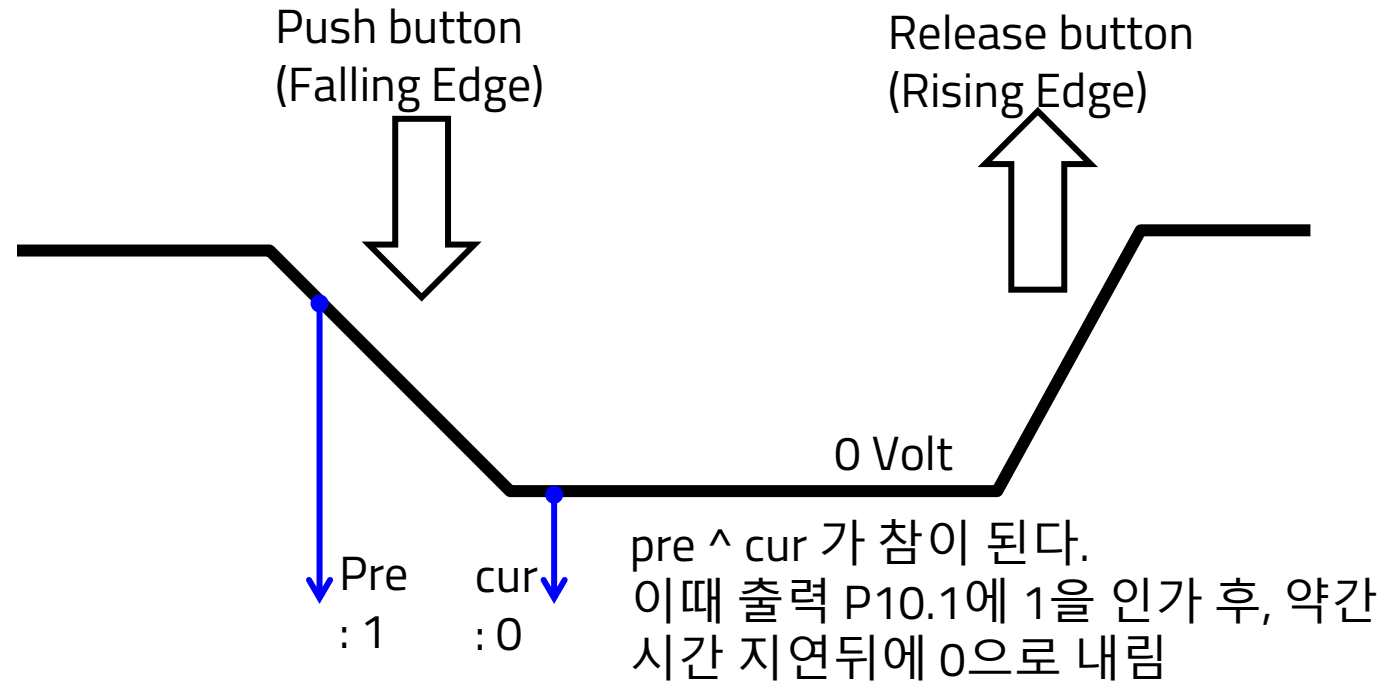 Push button
(Falling Edge)
Release button
(Rising Edge)
0 Volt
Pre
: 1
cur
: 0
pre ^ cur 가 참이 된다.
이때 출력 P10.1에 1을 인가 후, 약간
시간 지연뒤에 0으로 내림